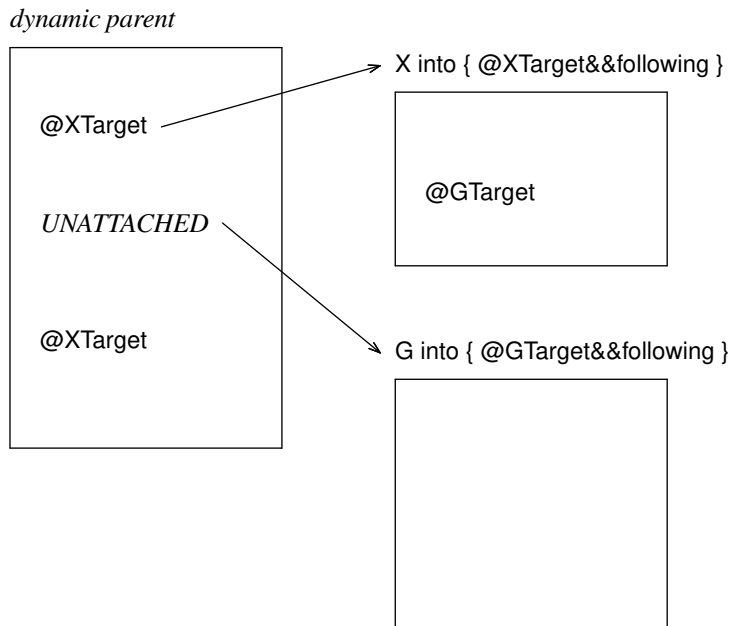 dynamic parent
X into { @XTarget&&following }
@XTarget
@GTarget
UNATTACHED
@XTarget
G into { @GTarget&&following }